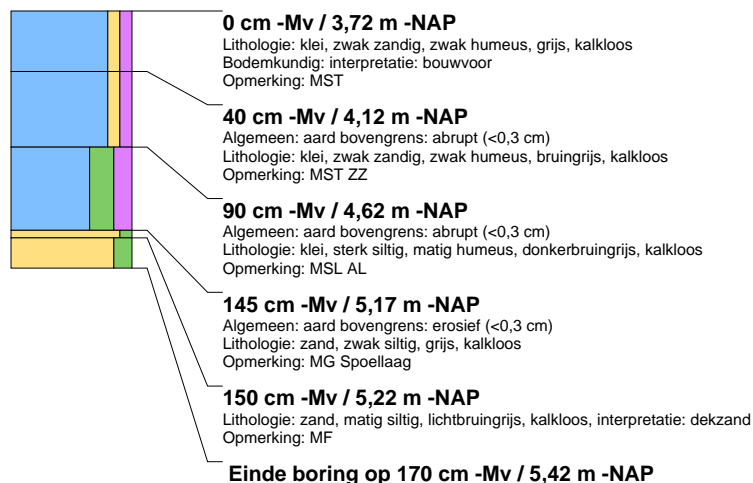 0 cm -Mv / 3,72 m -NAP
Lithologie: klei, zwak zandig, zwak humeus, grijs, kalkloos
Bodemkundig: interpretatie: bouwvoor
Opmerking: MST
40 cm -Mv / 4,12 m -NAP
Algemeen: aard bovengrens: abrupt (<0,3 cm)
Lithologie: klei, zwak zandig, zwak humeus, bruingrijs, kalkloos
Opmerking: MST ZZ
90 cm -Mv / 4,62 m -NAP
Algemeen: aard bovengrens: abrupt (<0,3 cm)
Lithologie: klei, sterk siltig, matig humeus, donkerbruingrijs, kalkloos
Opmerking: MSL AL
145 cm -Mv / 5,17 m -NAP
Algemeen: aard bovengrens: erosief (<0,3 cm)
Lithologie: zand, zwak siltig, grijs, kalkloos
Opmerking: MG Spoellaag
150 cm -Mv / 5,22 m -NAP
Lithologie: zand, matig siltig, lichtbruingrijs, kalkloos, interpretatie: dekzand
Opmerking: MF
Einde boring op 170 cm -Mv / 5,42 m -NAP